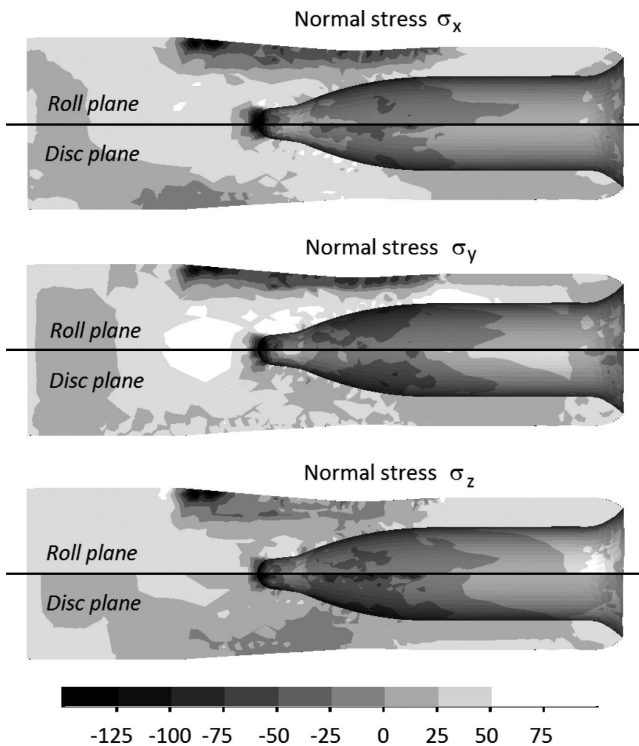 Normal stress σx
Roll plane
Disc plane
Normal stress σy
Roll plane
Disc plane
Normal stress σz
Roll plane
Disc plane
-125 -100 -75 -50 -25 0 25 50 75